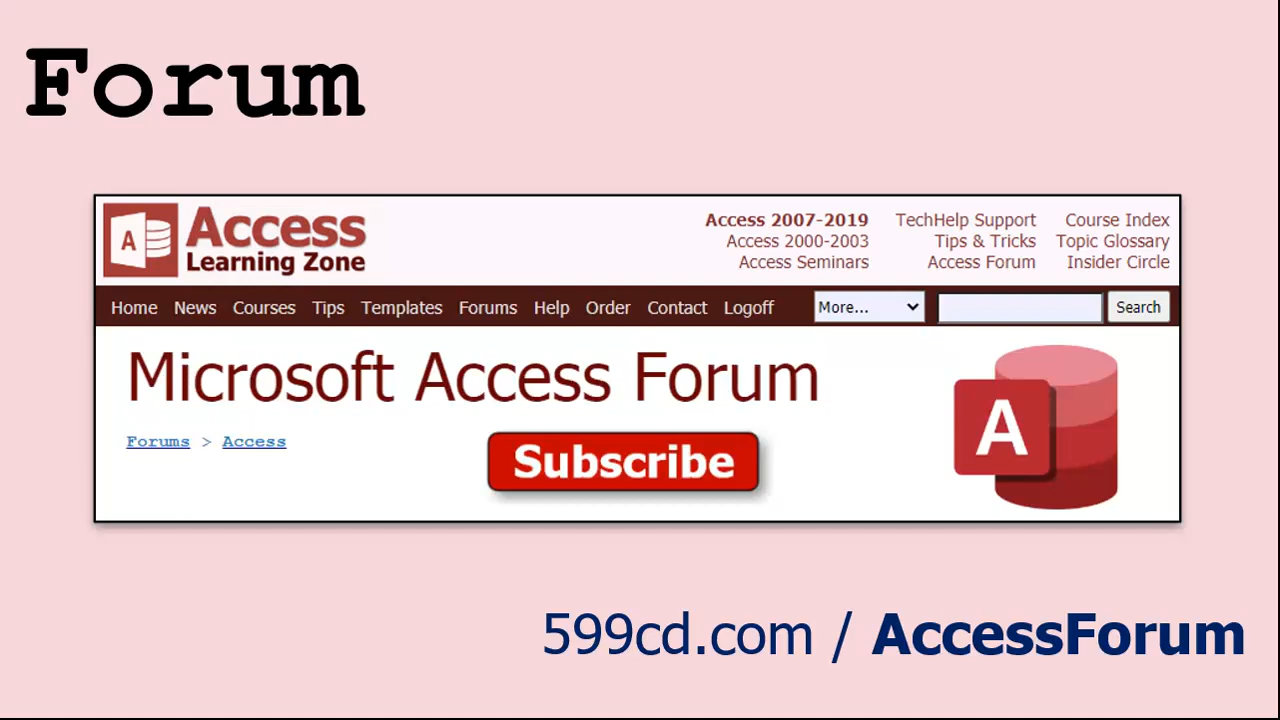 Forum
A
Access
Learning Zone
Access 2007-2019 TechHelp Support Course Index
Access 2000-2003 Tips & Tricks Topic Glossary
Access Seminars Access Forum Insider Circle
Home News Courses Tips Templates Forums Help Order Contact Logoff More... Search
Microsoft Access Forum
Forums > Access
Subscribe
A
599cd.com / AccessForum